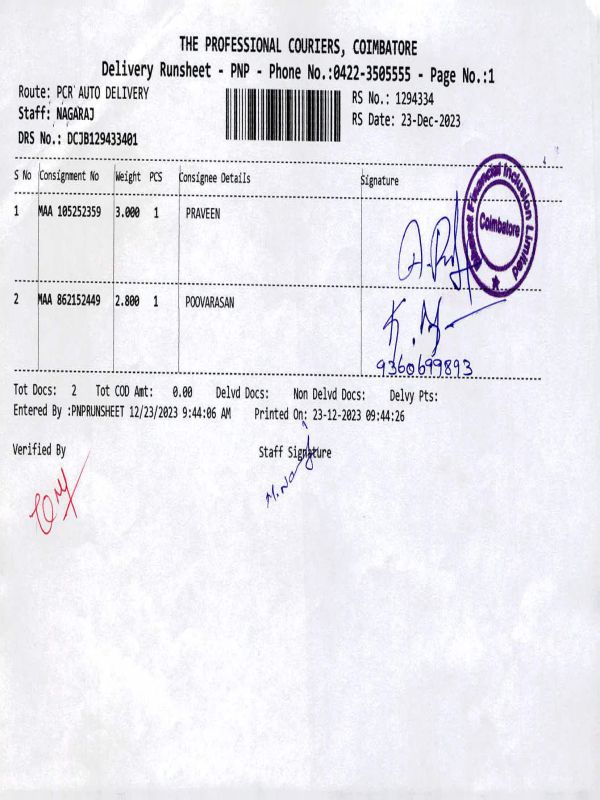 THE PROFESSIONAL COURIERS, COIMBATORE
Delivery Runsheet - PNP - Phone No.:0422-3505555 - Page No.:1
Route: PCR AUTO DELIVERY
RS No.: 1294334
Staff: NAGARAJ
RS Date: 23-Dec-2023
DRS No.: DCJB129433401
S No Consignment No Weight PCS Consignee Details Signature
1 MAA 105252359 3.000 1 PRAVEEN
Financial Inclusion Limited
Coimbatore
2 MAA 862152449 2.800 1 POOVARASAN
9360699893
Tot Docs: 2 Tot COD Amt: 0.00 Delvd Docs: Non Delvd Docs: Delvy Pts:
Entered By :PNPRUNSHEET 12/23/2023 9:44:06 AM Printed On: 23-12-2023 09:44:26
Verified By Staff Signature